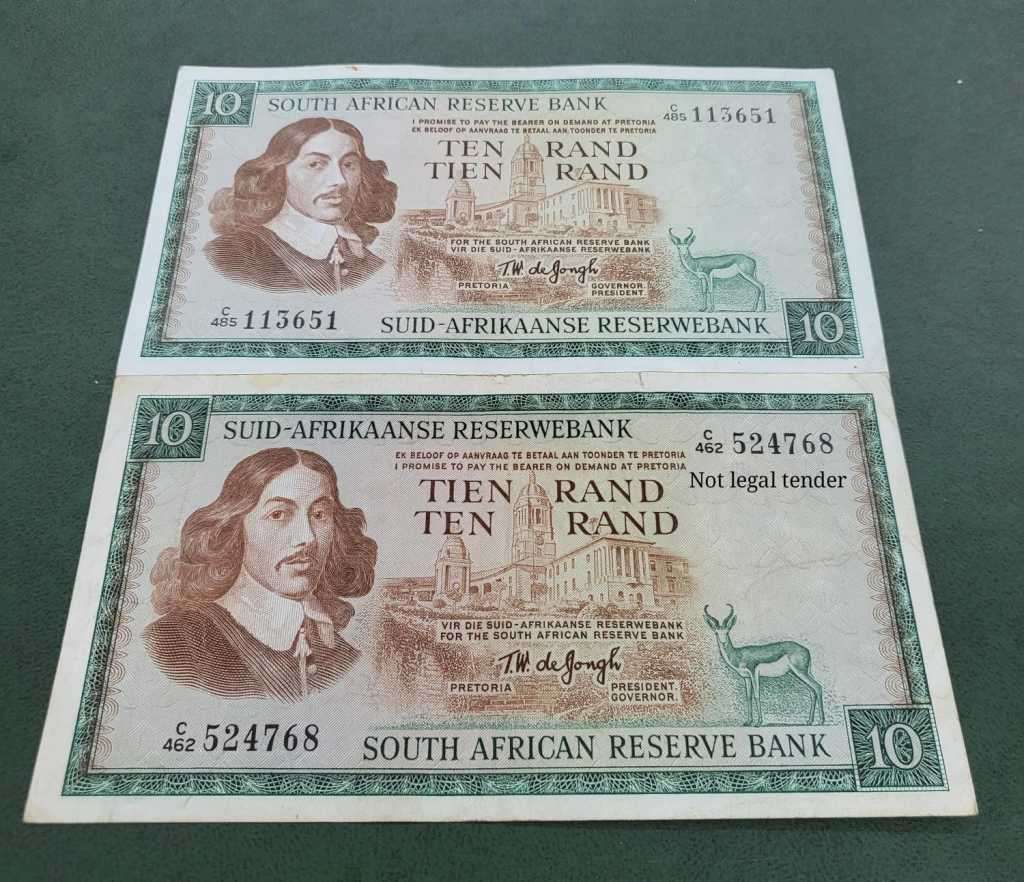 10 SOUTH AFRICAN RESERVE BANK C/485 113651
I PROMISE TO PAY THE BEARER ON DEMAND AT PRETORIA
EK BELOOF OP AANVRAAG TE BETAAL AAN TOONDER TE PRETORIA
TEN RAND
TIEN RAND
FOR THE SOUTH AFRICAN RESERVE BANK
VIR DIE SUID-AFRIKAANSE RESERWEBANK
T.W. de Jongh
PRETORIA GOVERNOR.
PRESIDENT.
C/485 113651 SUID-AFRIKAANSE RESERWEBANK 10
10 SUID-AFRIKAANSE RESERWEBANK C/462 524768
EK BELOOF OP AANVRAAG TE BETAAL AAN TOONDER TE PRETORIA
I PROMISE TO PAY THE BEARER ON DEMAND AT PRETORIA
Not legal tender
TIEN RAND
TEN RAND
VIR DIE SUID-AFRIKAANSE RESERWEBANK
FOR THE SOUTH AFRICAN RESERVE BANK
T.W. de Jongh
PRETORIA PRESIDENT.
GOVERNOR.
C/462 524768 SOUTH AFRICAN RESERVE BANK 10